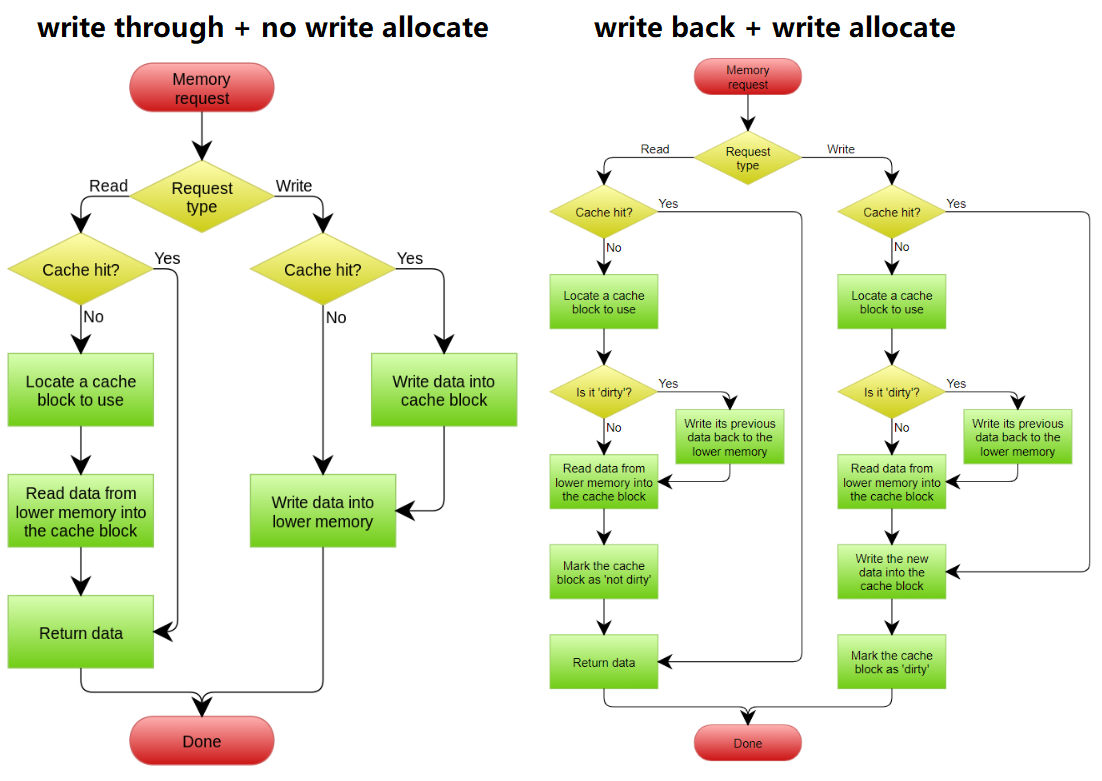 write through + no write allocate
Memory
request
Request
type
Read
Write
Cache hit?
Yes
No
Cache hit?
Yes
No
Locate a cache
block to use
Write data into
cache block
Read data from
lower memory into
the cache block
Write data into
lower memory
Return data
Done
write back + write allocate
Memory
request
Request
type
Read
Write
Cache hit?
Yes
No
Cache hit?
Yes
No
Locate a cache
block to use
Locate a cache
block to use
Is it 'dirty'?
Yes
No
Is it 'dirty'?
Yes
No
Write its previous
data back to the
lower memory
Write its previous
data back to the
lower memory
Read data from
lower memory into
the cache block
Read data from
lower memory into
the cache block
Mark the cache
block as 'not dirty'
Write the new
data into the
cache block
Return data
Mark the cache
block as 'dirty'
Done